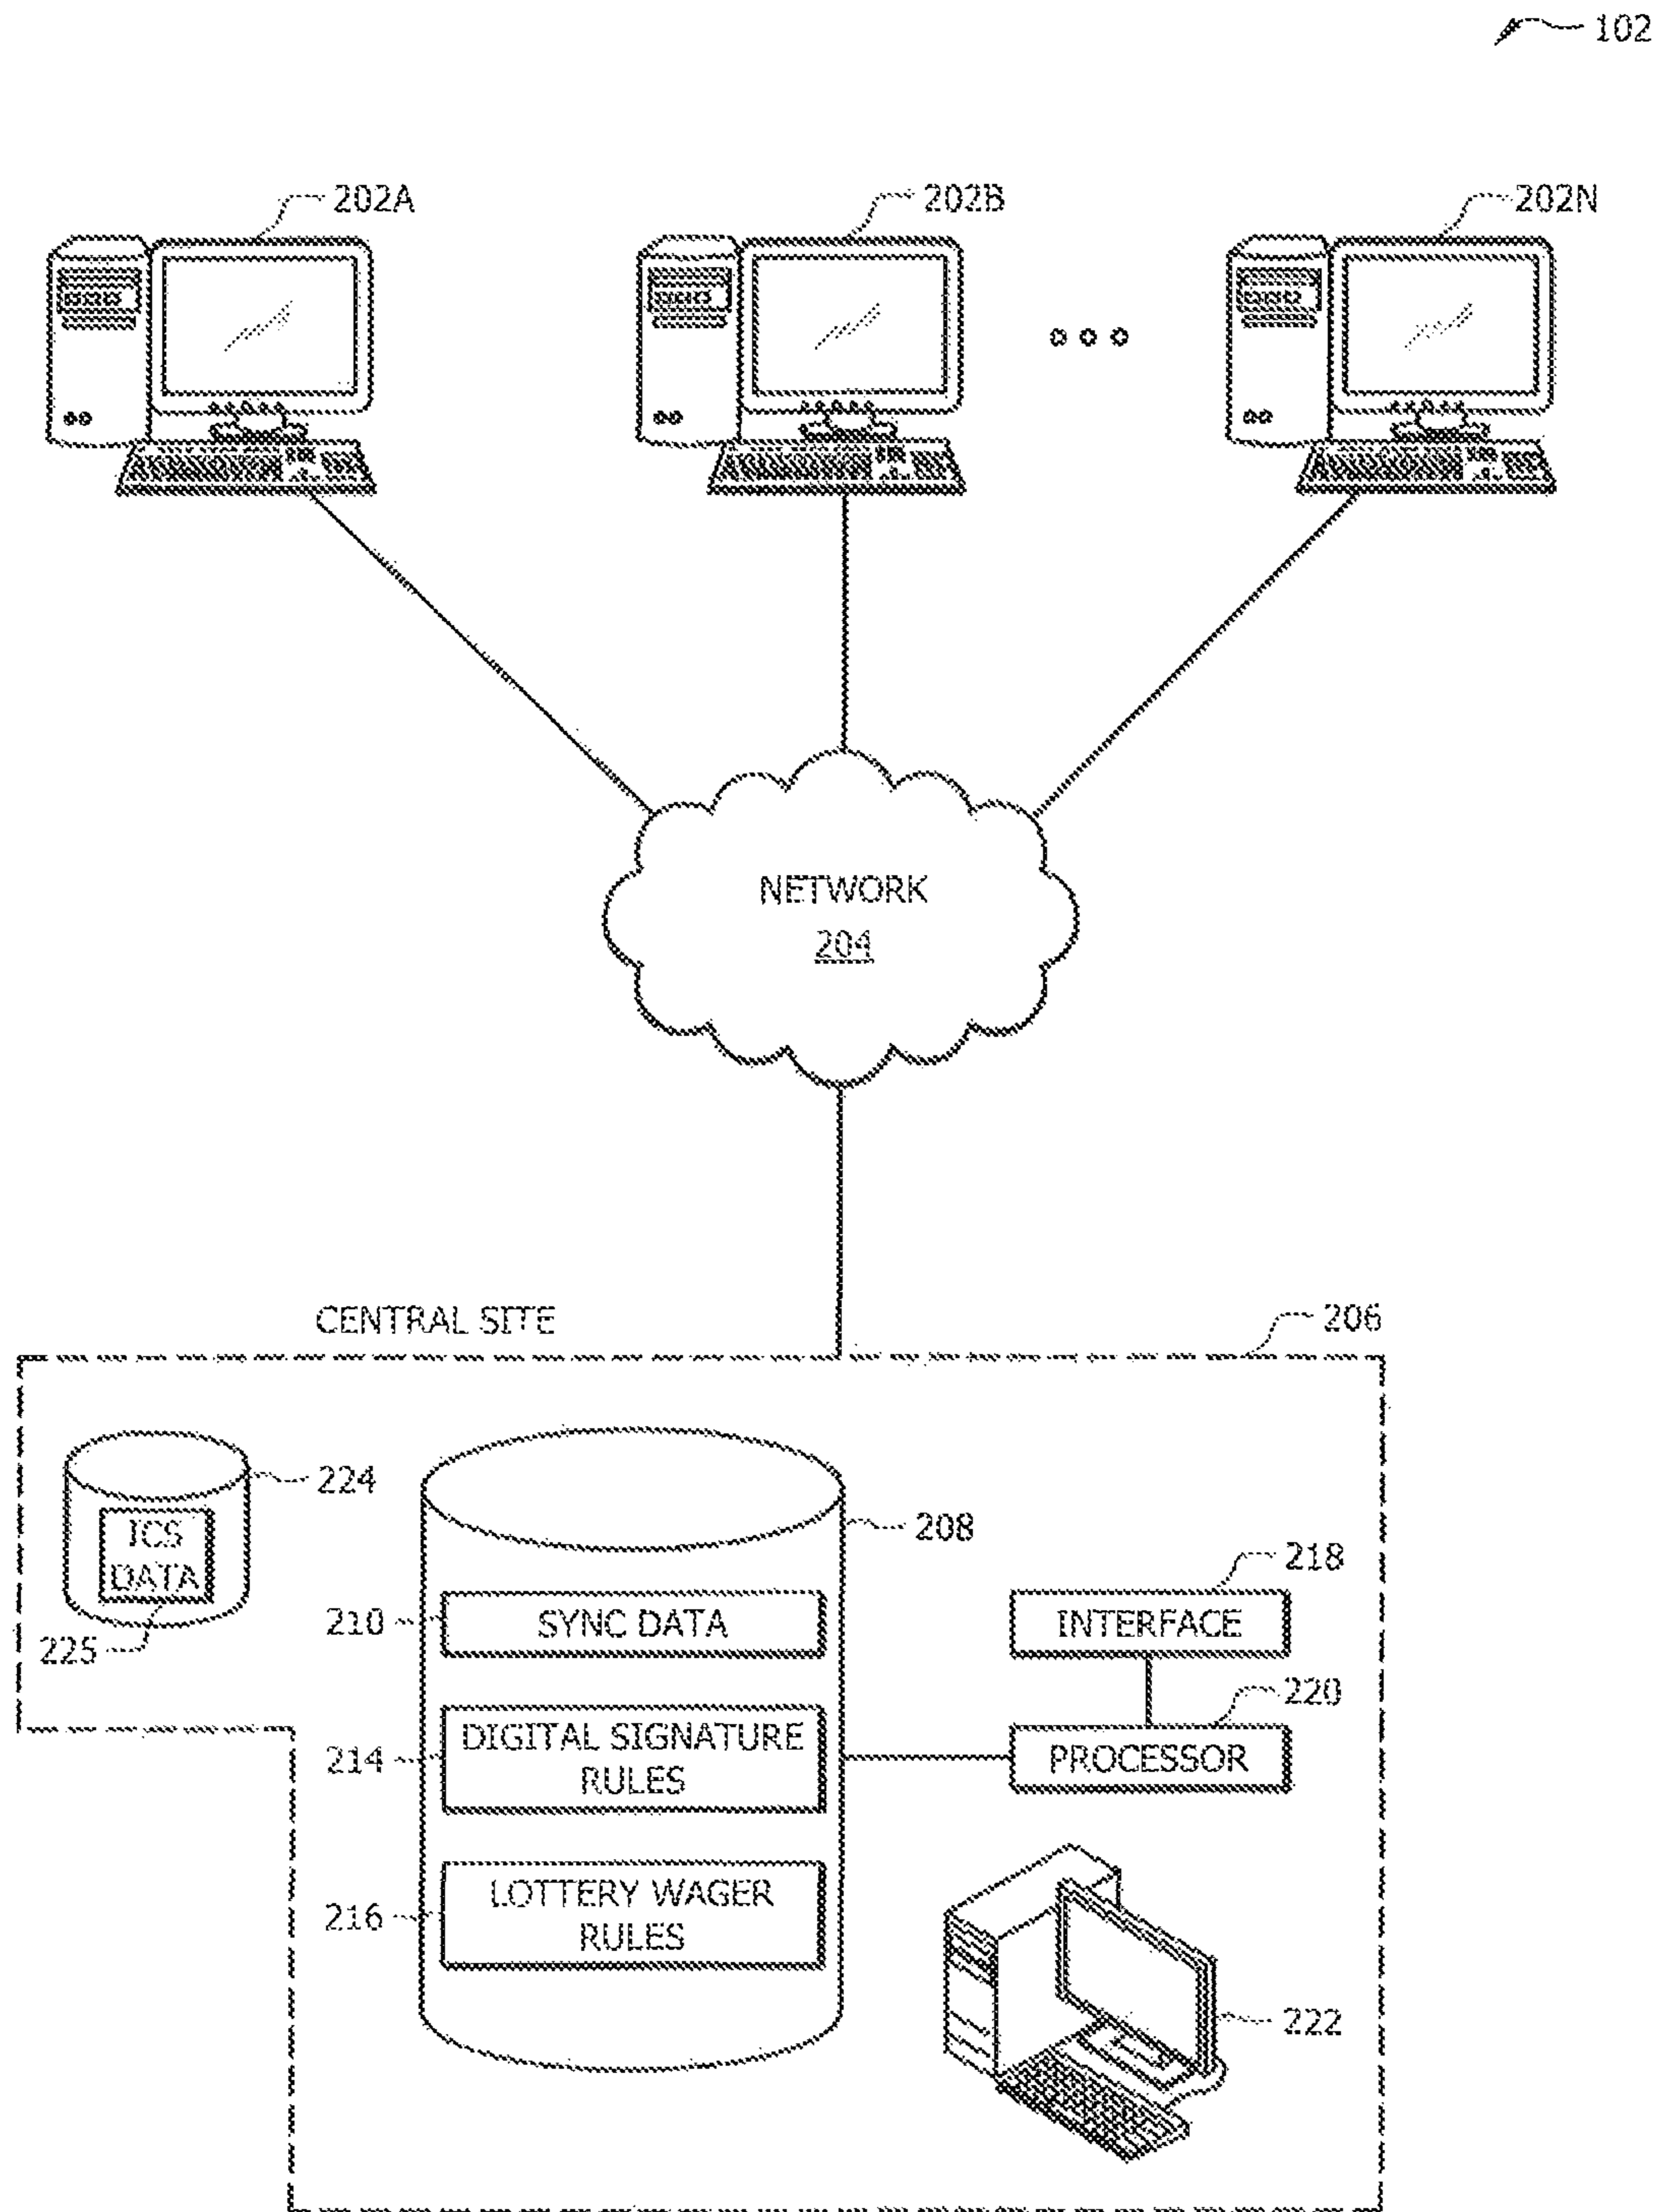 102
202A
202B
202N
NETWORK
204
CENTRAL SITE
206
224
ICS
DATA
225
208
210
SYNC DATA
218
INTERFACE
220
PROCESSOR
214
DIGITAL SIGNATURE
RULES
216
LOTTERY WAGER
RULES
222